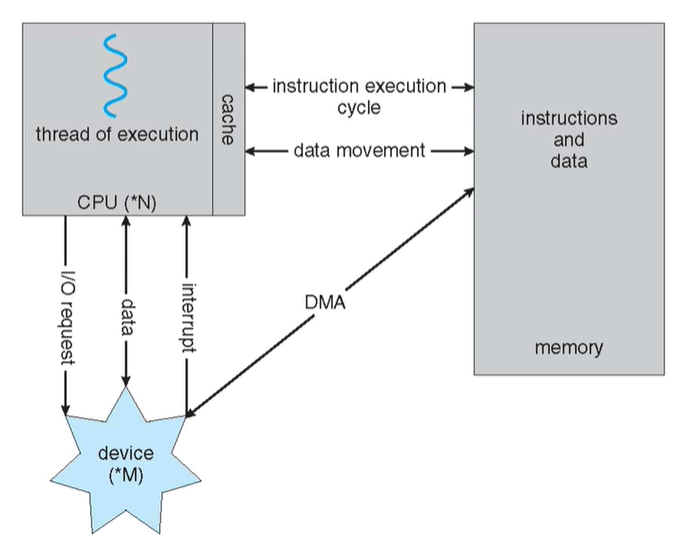 thread of execution
cache
CPU (*N)
instruction execution
cycle
data movement
instructions
and
data
memory
I/O request
data
interrupt
DMA
device
(*M)